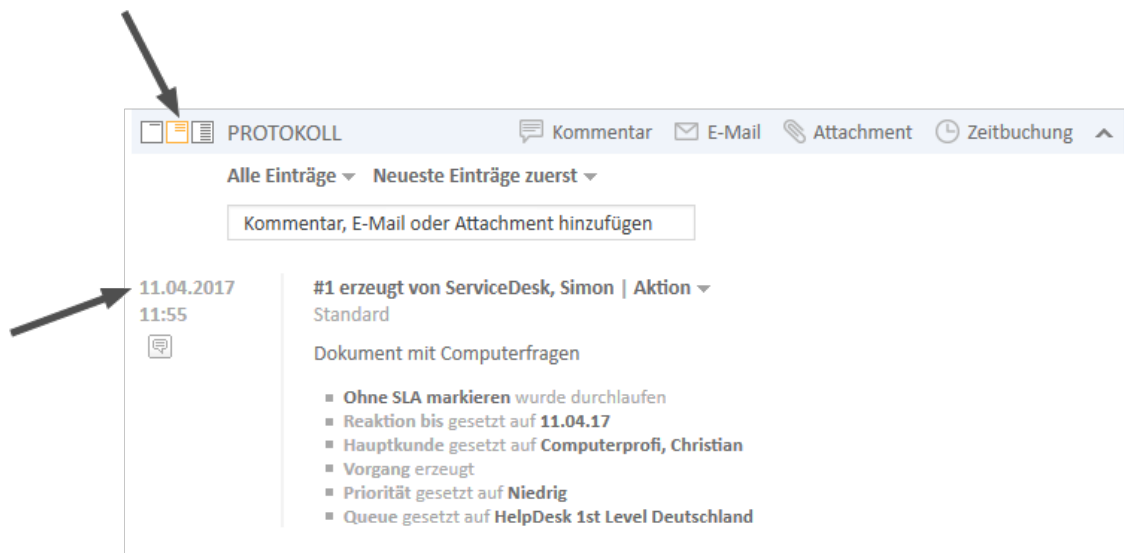 PROTOKOLL Kommentar E-Mail Attachment Zeitbuchung
Alle Einträge Neueste Einträge zuerst
Kommentar, E-Mail oder Attachment hinzufügen
11.04.2017 #1 erzeugt von ServiceDesk, Simon | Aktion
11:55 Standard
Dokument mit Computerfragen
Ohne SLA markieren wurde durchlaufen
Reaktion bis gesetzt auf 11.04.17
Hauptkunde gesetzt auf Computerprofi, Christian
Vorgang erzeugt
Priorität gesetzt auf Niedrig
Queue gesetzt auf HelpDesk 1st Level Deutschland